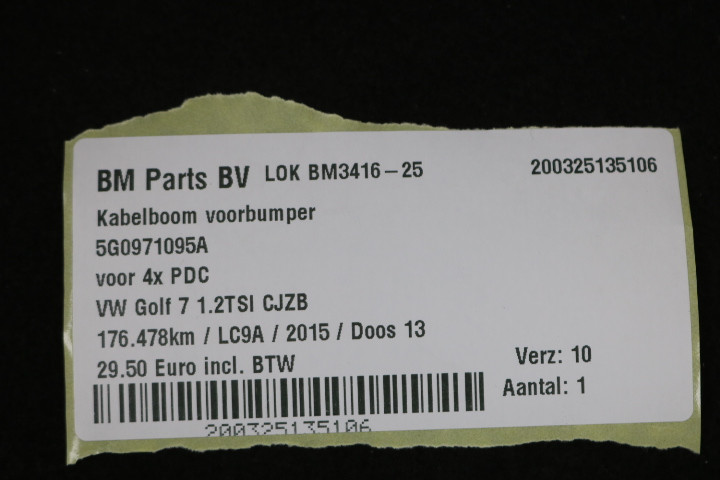 BM Parts BV LOK BM3416-25 200325135106
Kabelboom voorbumper
5G0971095A
voor 4x PDC
VW Golf 7 1.2TSI CJZB
176.478km / LC9A / 2015 / Doos 13
29.50 Euro incl. BTW
Verz: 10
Aantal: 1
200325135106